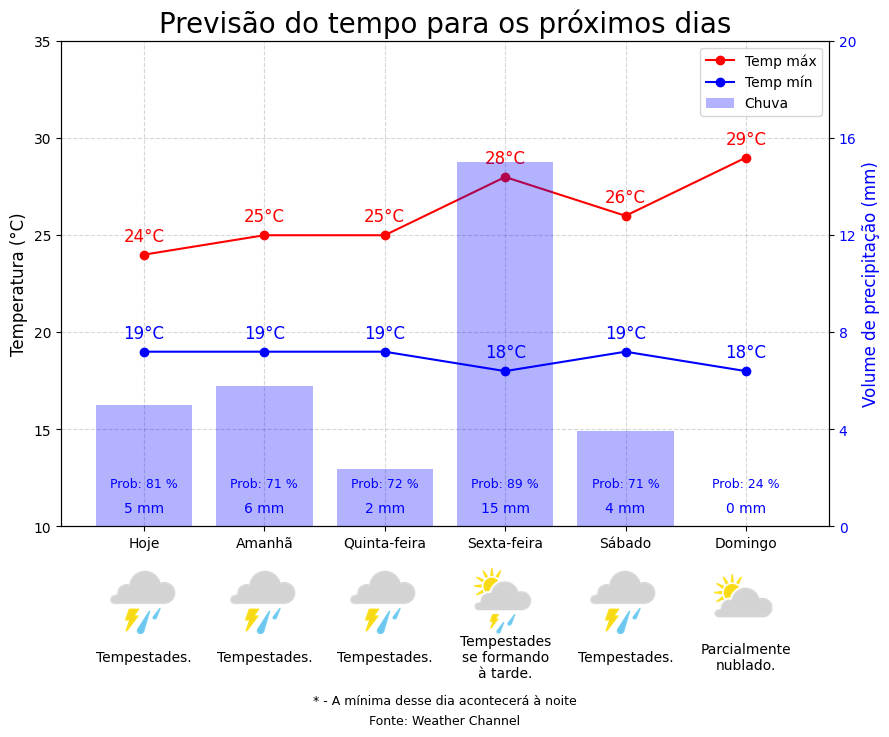 Previsão do tempo para os próximos dias
Temperatura (°C)
35
30
25
20
15
10
Volume de precipitação (mm)
20
16
12
8
4
0
Temp máx
Temp mín
Chuva
24°C 25°C 25°C 28°C 26°C 29°C
19°C 19°C 19°C 18°C 19°C 18°C
Prob: 81 % Prob: 71 % Prob: 72 % Prob: 89 % Prob: 71 % Prob: 24 %
5 mm 6 mm 2 mm 15 mm 4 mm 0 mm
Hoje Amanhã Quinta-feira Sexta-feira Sábado Domingo
Tempestades.
Tempestades.
Tempestades.
Tempestades
se formando
à tarde.
Tempestades.
Parcialmente
nublado.
* - A mínima desse dia acontecerá à noite
Fonte: Weather Channel